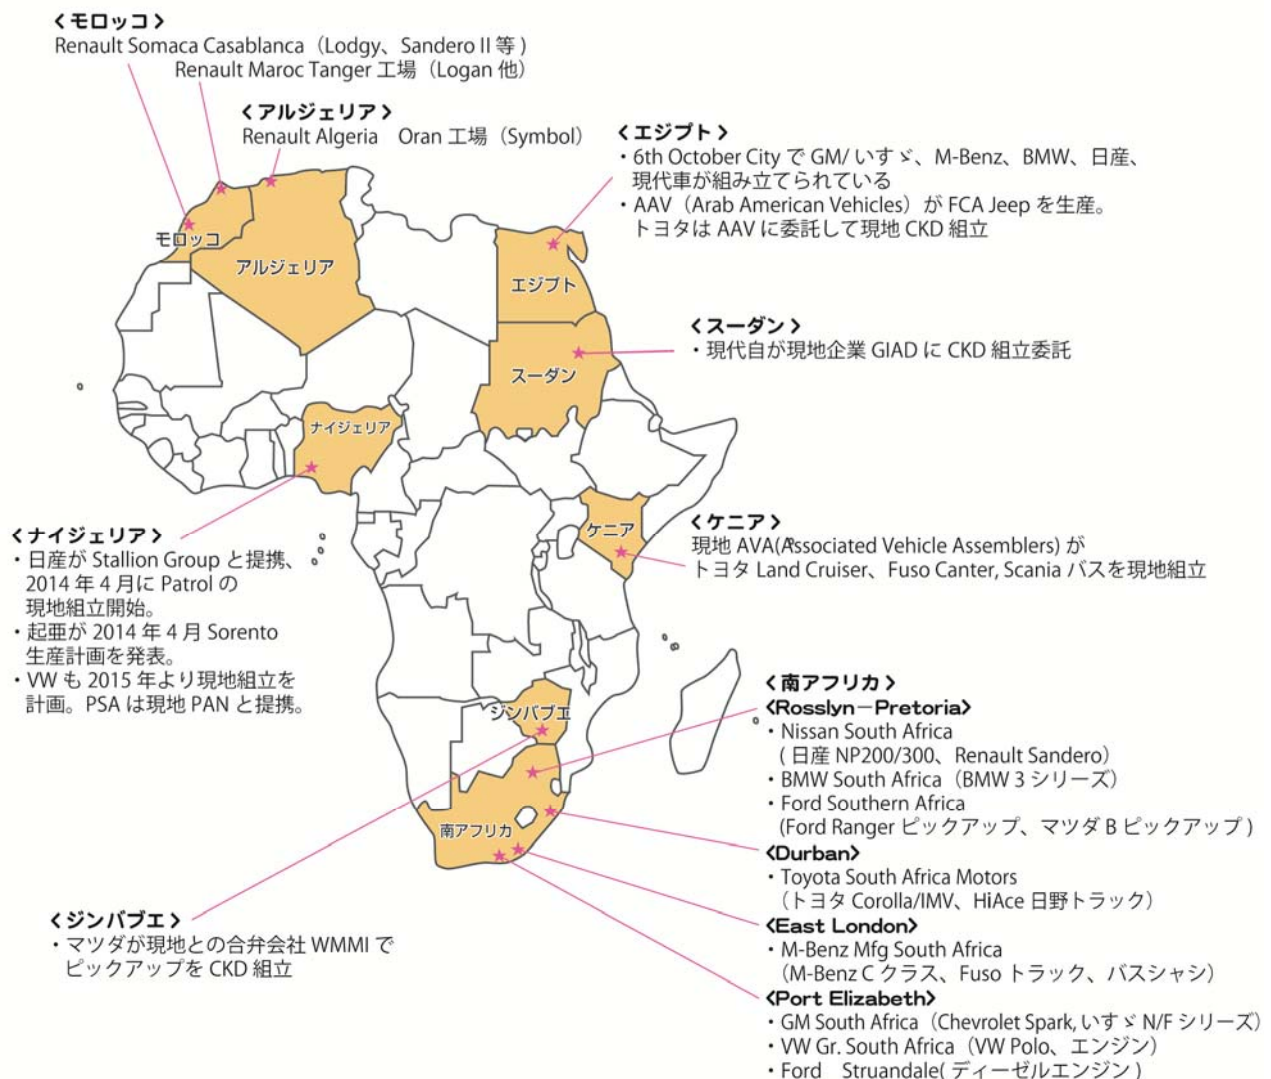 <モロッコ>
Renault Somaca Casablanca（Lodgy、Sandero II 等 )
Renault Maroc Tanger 工場（Logan 他）
<アルジェリア>
Renault Algeria　Oran 工場（Symbol）
<エジプト>
・6th October City で GM/ いすゞ、M-Benz、BMW、日産、
現代車が組み立てられている
・AAV（Arab American Vehicles）が FCA Jeep を生産。
トヨタは AAV に委託して現地 CKD 組立
モロッコ
アルジェリア
エジプト
<スーダン>
・現代自が現地企業 GIAD に CKD 組立委託
スーダン
ナイジェリア
<ナイジェリア>
・日産が Stallion Group と提携、
2014 年 4 月に Patrol の
現地組立開始。
・起亜が 2014 年 4 月 Sorento
生産計画を発表。
・VW も 2015 年より現地組立を
計画。PSA は現地 PAN と提携。
ケニア
<ケニア>
現地 AVA(Associated Vehicle Assemblers) が
トヨタ Land Cruiser、Fuso Canter, Scania バスを現地組立
ジンバブエ
南アフリカ
<南アフリカ>
<Rosslyn－Pretoria>
・Nissan South Africa
( 日産 NP200/300、Renault Sandero）
・BMW South Africa（BMW 3 シリーズ）
・Ford Southern Africa
(Ford Ranger ピックアップ、マツダ B ピックアップ )
<Durban>
・Toyota South Africa Motors
（トヨタ Corolla/IMV、HiAce 日野トラック）
<East London>
・M-Benz Mfg South Africa
（M-Benz C クラス、Fuso トラック、バスシャシ）
<Port Elizabeth>
・GM South Africa（Chevrolet Spark, いすゞ N/F シリーズ）
・VW Gr. South Africa（VW Polo、エンジン）
・Ford　Struandale( ディーゼルエンジン )
<ジンバブエ>
・マツダが現地との合弁会社 WMMI で
ピックアップを CKD 組立